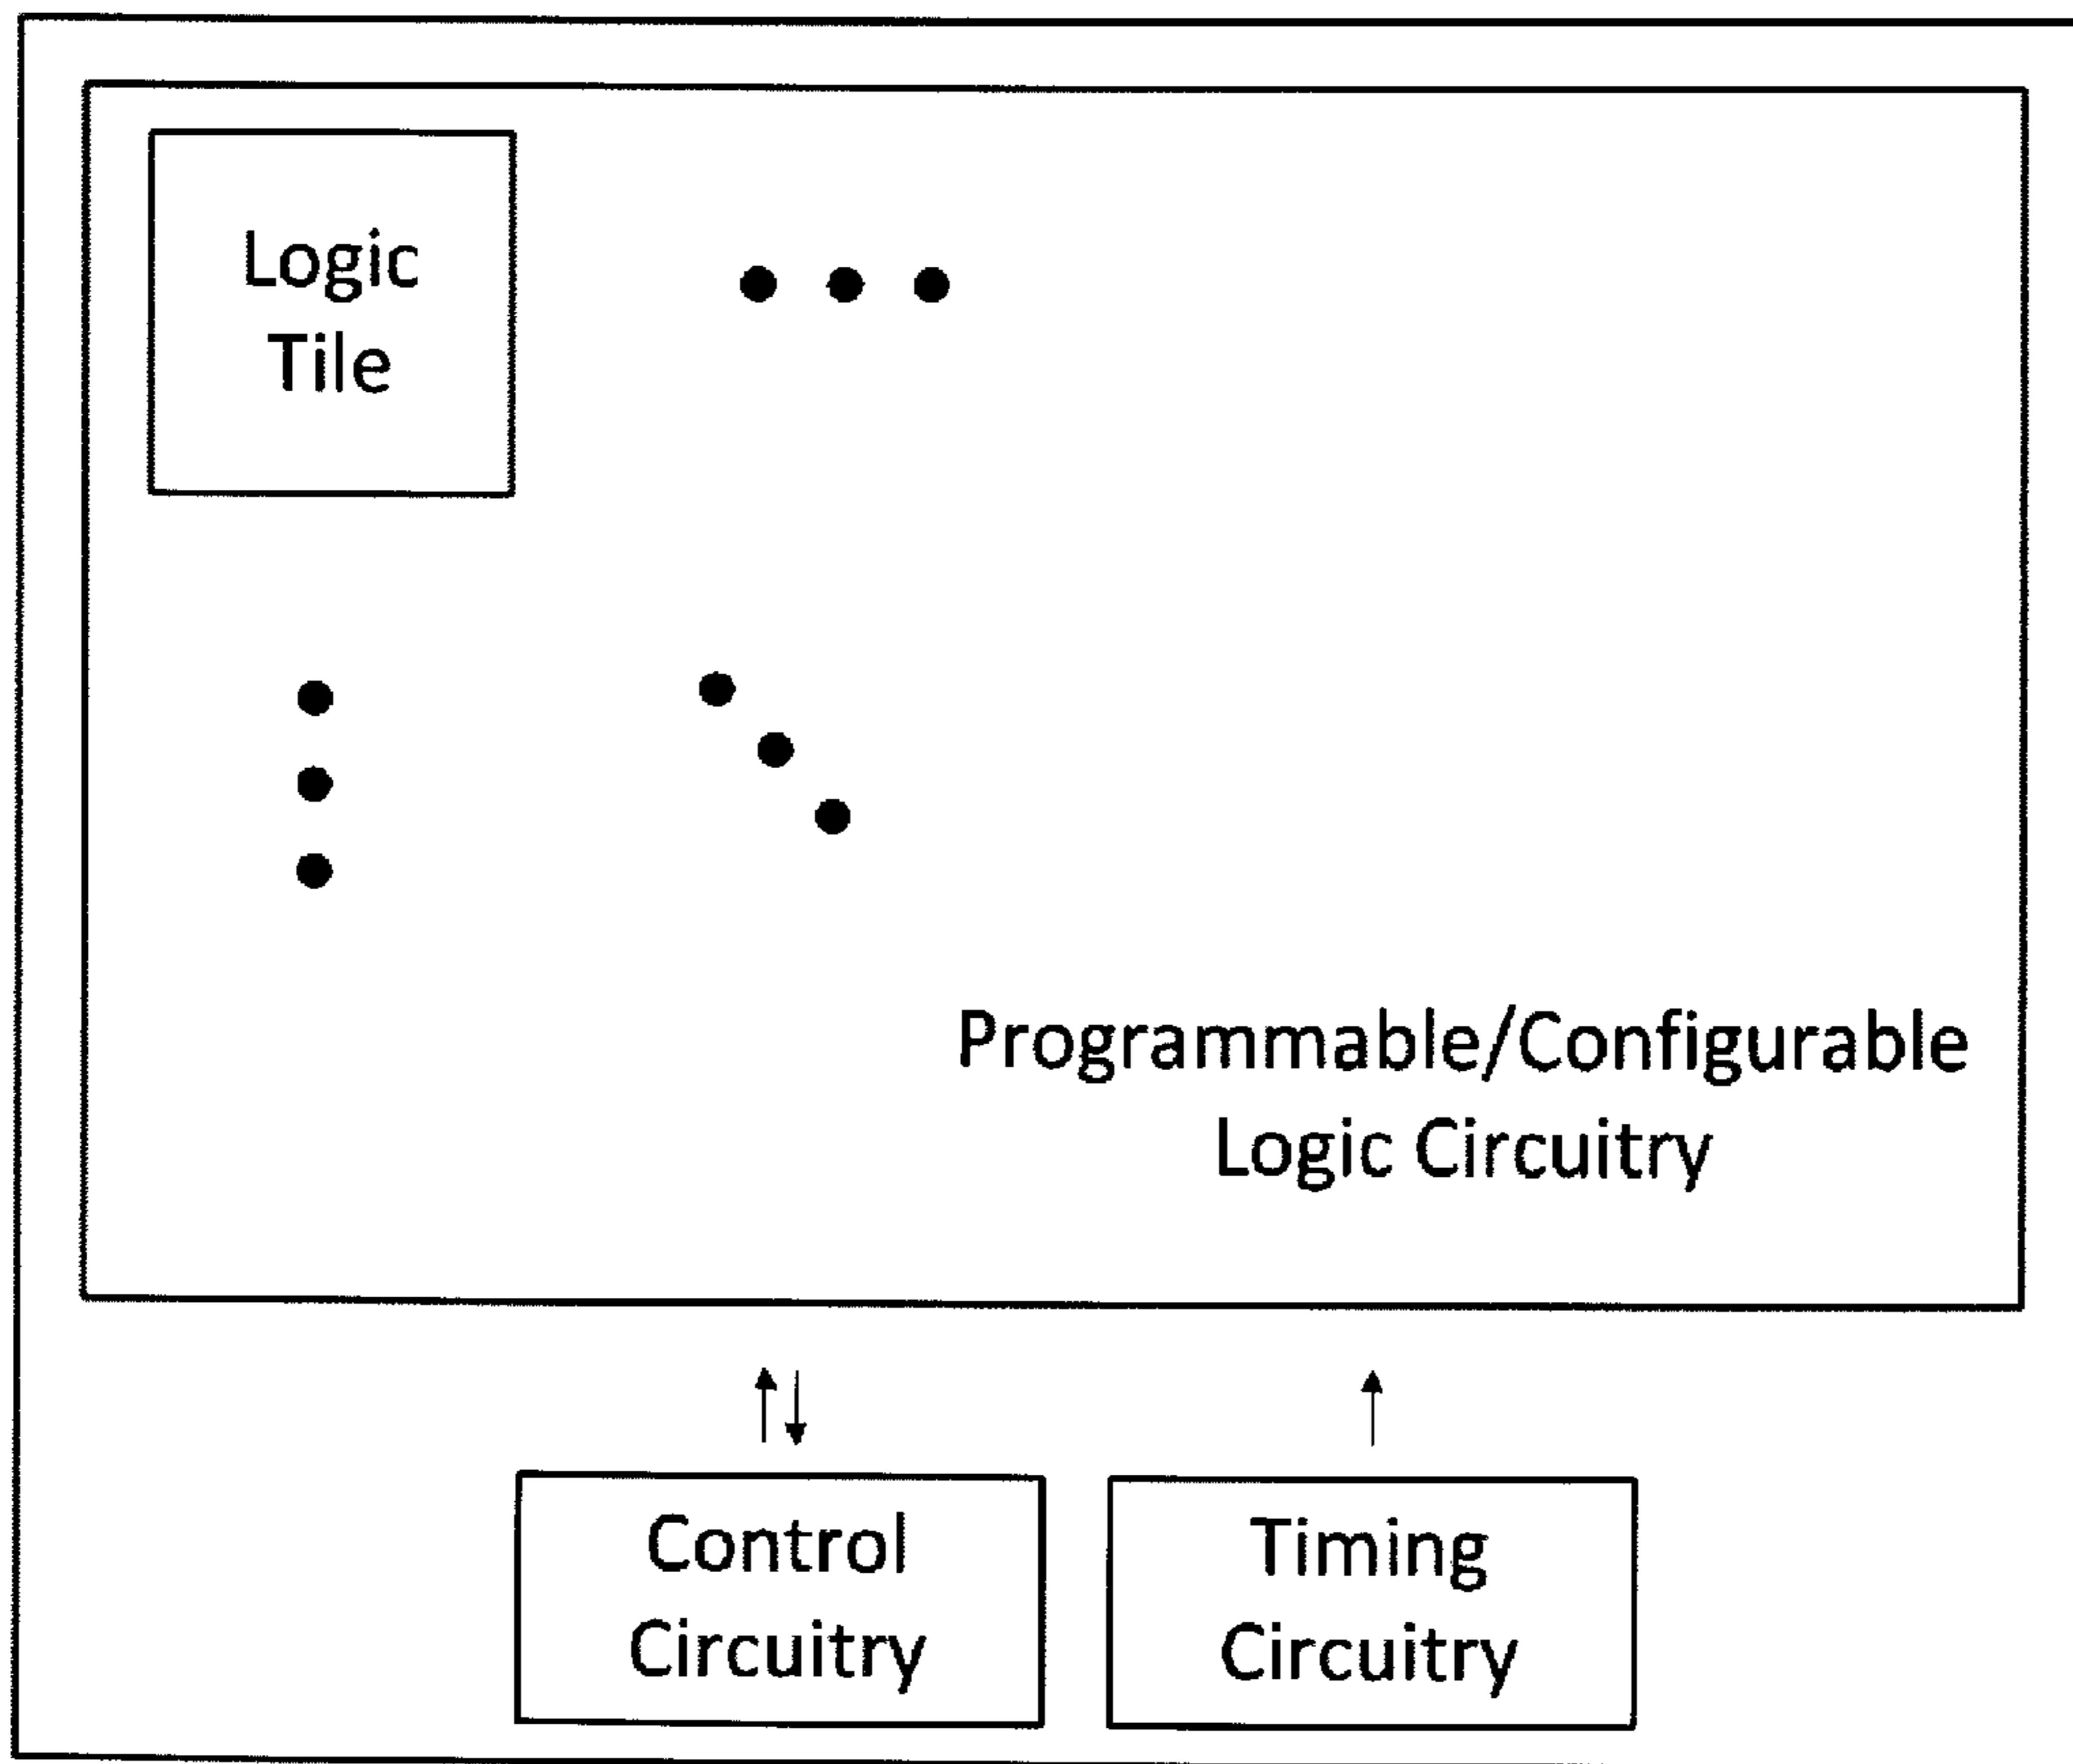 Logic
Tile
Programmable/Configurable
Logic Circuitry
Control
Circuitry
Timing
Circuitry